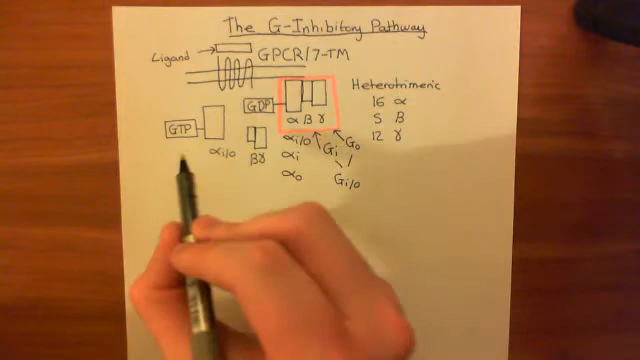 The G-Inhibitory Pathway
Ligand
GPCR/7-TM
Heterotrimeric
16 α
5 β
12 γ
GDP
α β γ
GTP
αi/o
βγ
αi/o
αi
αo
Gi
Go
Gi/o